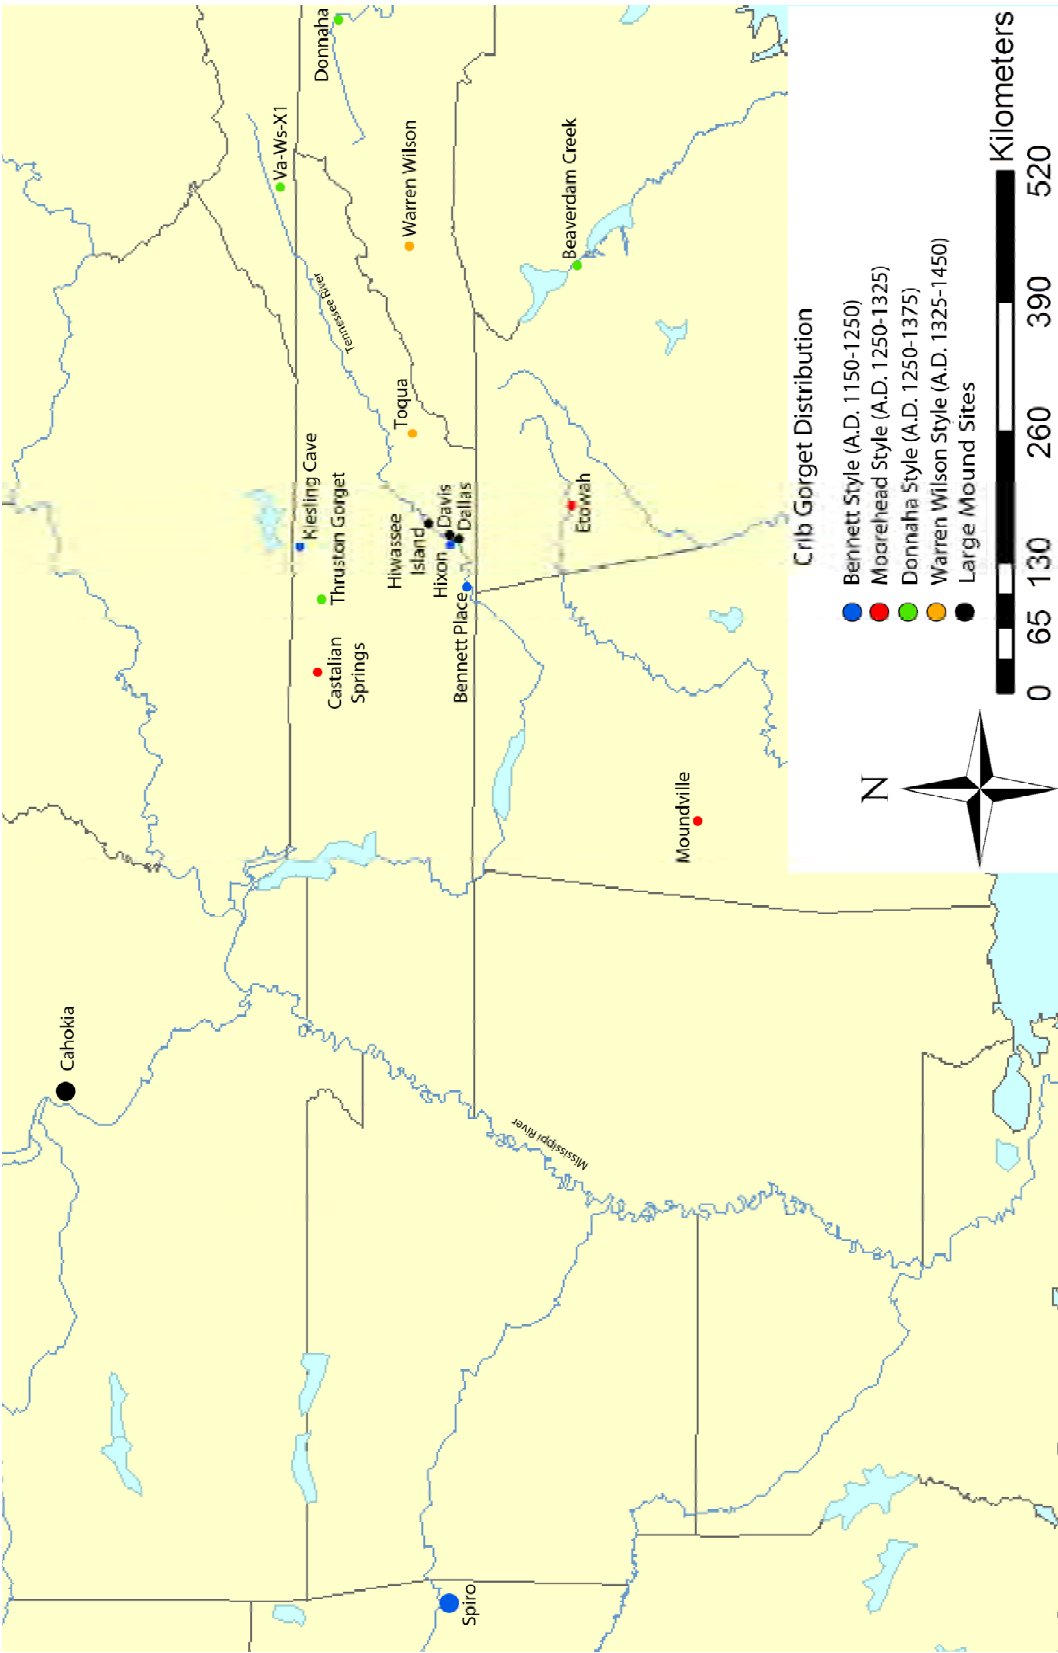 Cahokia
Kiesling Cave
Va-Ws-X1
Donnaha
Castalian
Springs
Thruston Gorget
Tennessee River
Toqua
Warren Wilson
Hiwassee
Island
Hixon
Davis
Dallas
Bennett Place
Spiro
Mississippi River
Etowah
Beaverdam Creek
Moundville
Crib Gorget Distribution
Bennett Style (A.D. 1150-1250)
Moorehead Style (A.D. 1250-1325)
Donnaha Style (A.D. 1250-1375)
Warren Wilson Style (A.D. 1325-1450)
Large Mound Sites
N
Kilometers
0 65 130 260 390 520